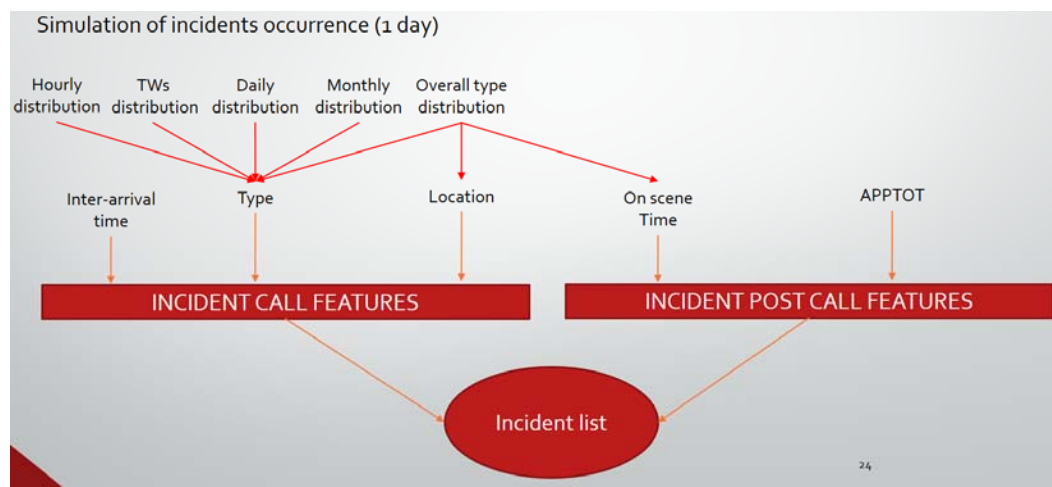 Simulation of incidents occurrence (1 day)
Hourly
distribution
TWs
distribution
Daily
distribution
Monthly
distribution
Overall type
distribution
Inter-arrival
time
Type
Location
On scene
Time
APPTOT
INCIDENT CALL FEATURES
INCIDENT POST CALL FEATURES
Incident list
24